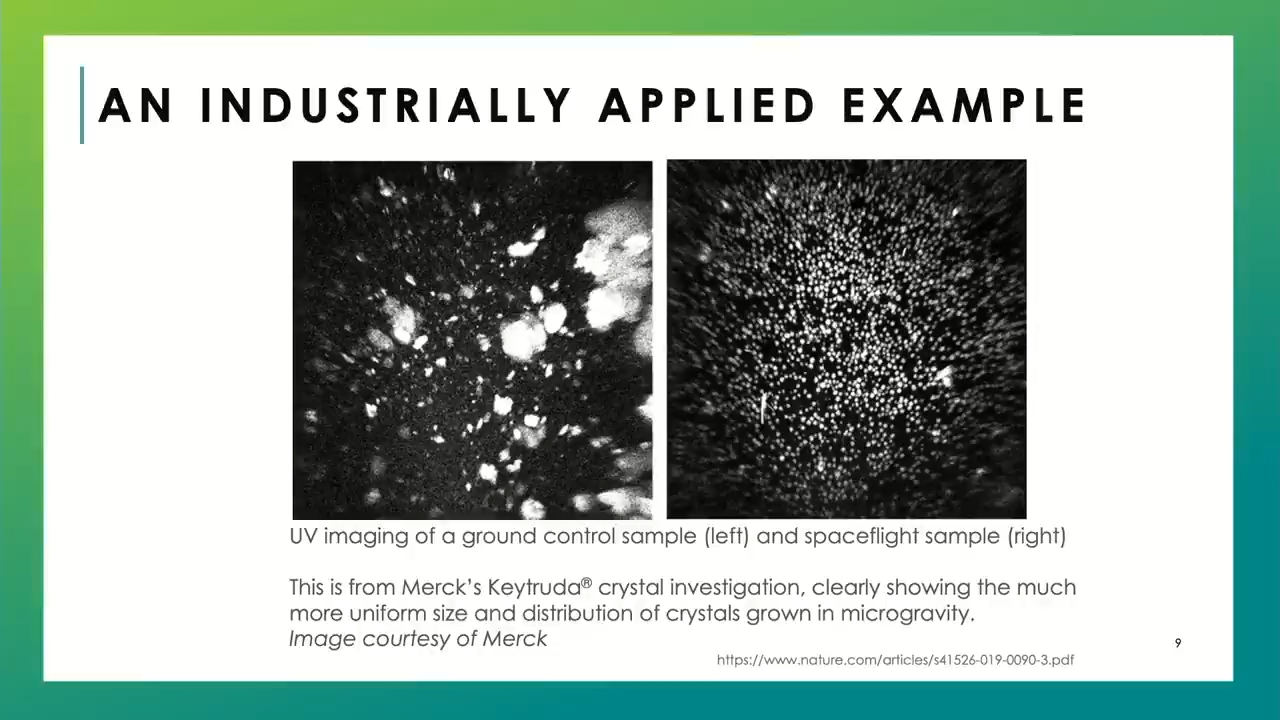 AN INDUSTRIALLY APPLIED EXAMPLE
UV imaging of a ground control sample (left) and spaceflight sample (right)
This is from Merck’s Keytruda® crystal investigation, clearly showing the much
more uniform size and distribution of crystals grown in microgravity.
Image courtesy of Merck
9
https://www.nature.com/articles/s41526-019-0090-3.pdf